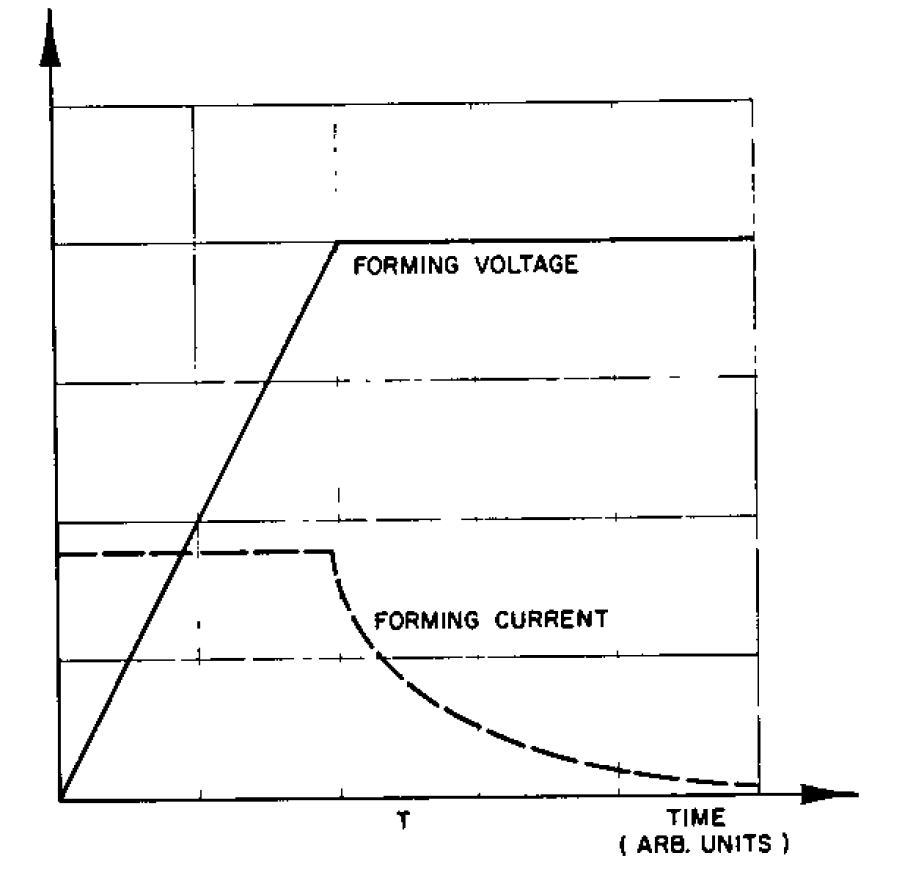 FORMING VOLTAGE
FORMING CURRENT
T
TIME
( ARB. UNITS )